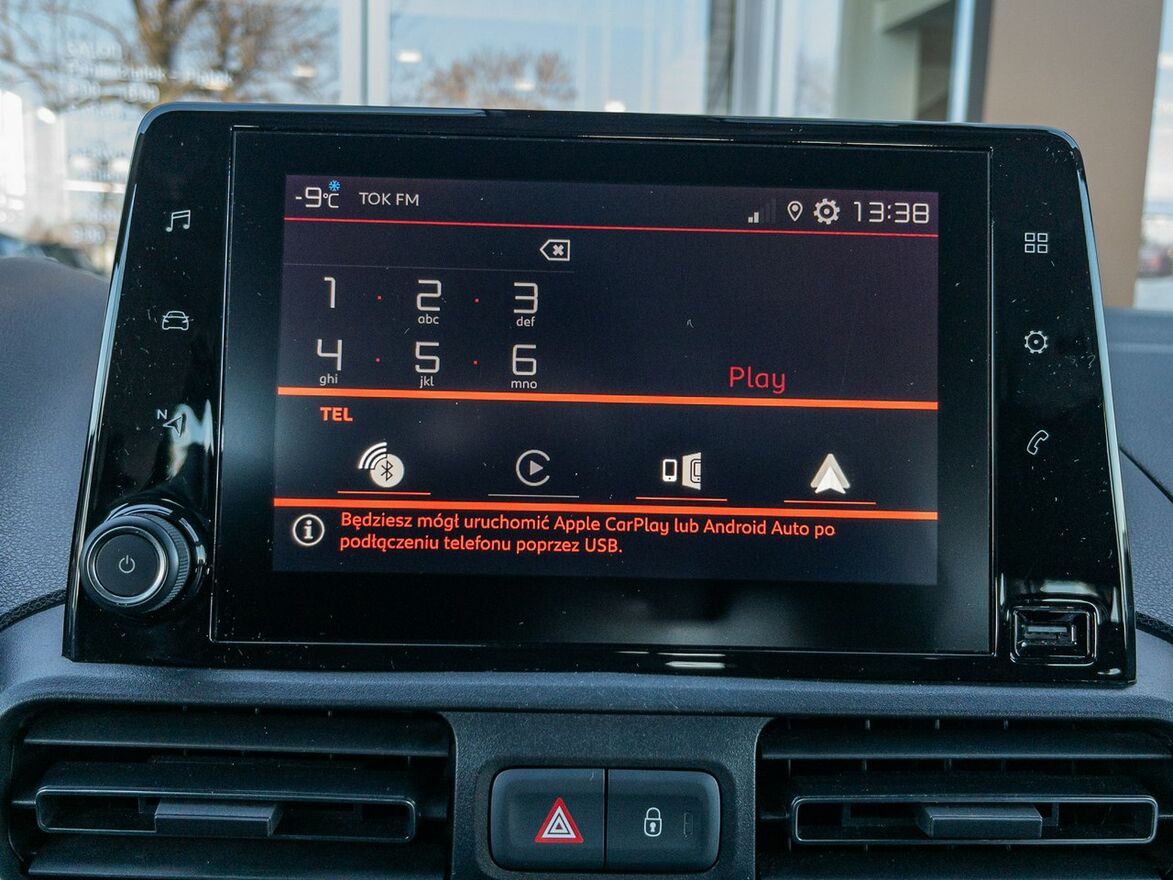 -9°C TOK FM 13:38
1 2 3
abc def
4 5 6
ghi jkl mno
Play
TEL
N
Będziesz mógł uruchomić Apple CarPlay lub Android Auto po
podłączeniu telefonu poprzez USB.